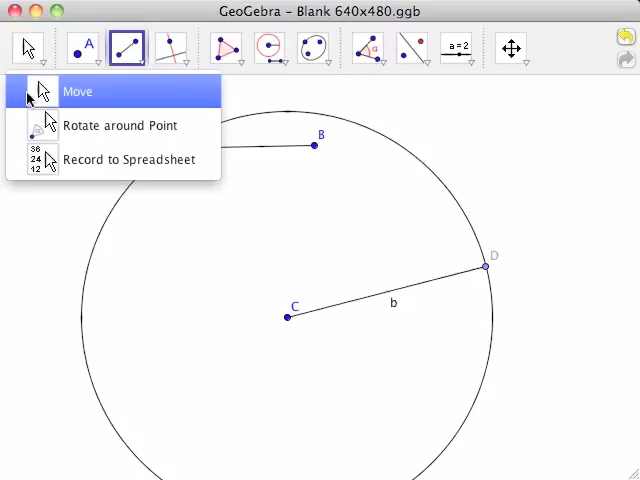 GeoGebra – Blank 640x480.ggb
A
α
a = 2
Move
Rotate around Point
36
24
12
Record to Spreadsheet
B
D
C
b